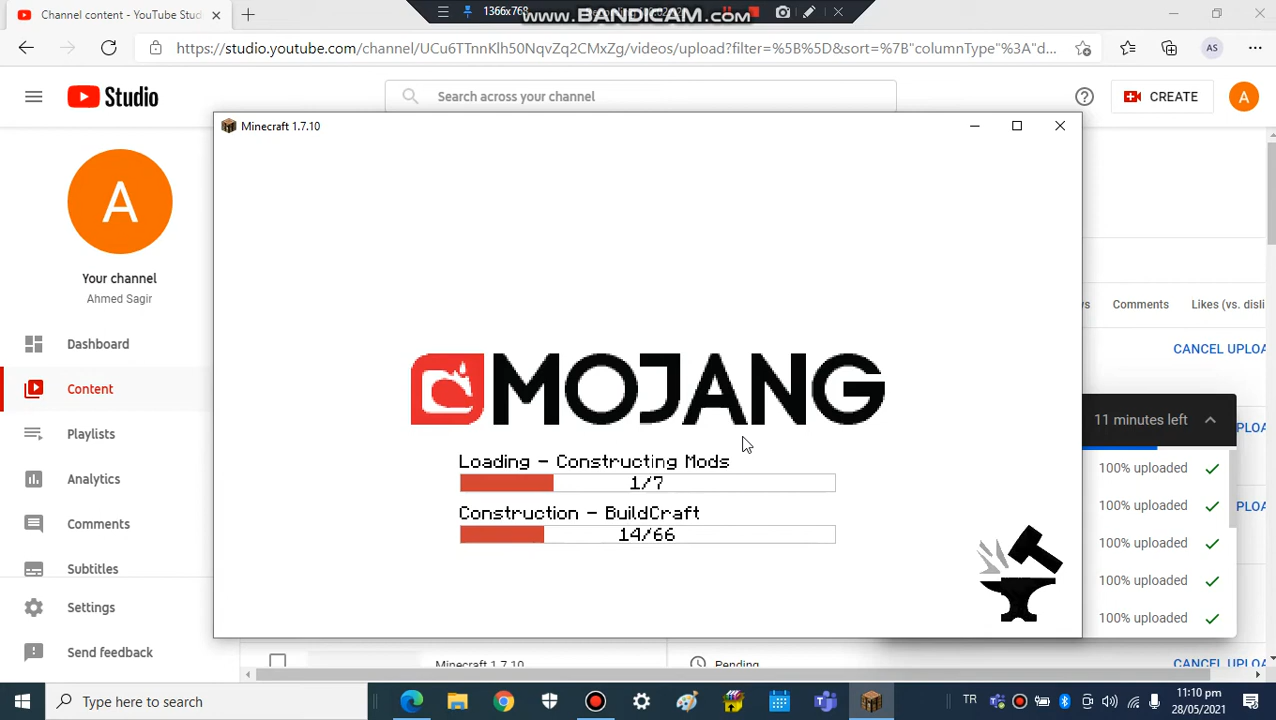 Channel content - YouTube Stud
1366x768
www.BANDICAM.com
https://studio.youtube.com/channel/UCu6TTnnKlh50NqvZq2CMxZg/videos/upload?filter=%5B%5D&sort=%7B"columnType"%3A"d...
AS
Studio
Search across your channel
CREATE
A
Minecraft 1.7.10
A
Your channel
Ahmed Sagir
Comments
Likes (vs. disli
Dashboard
CANCEL UPLOA
MOJANG
Content
11 minutes left
Playlists
Loading - Constructing Mods
100% uploaded
1/7
Analytics
100% uploaded
Construction - BuildCraft
14/66
Comments
100% uploaded
Subtitles
100% uploaded
Settings
100% uploaded
Send feedback
Minecraft 1.7.10
Pending
CANCEL UPLOA
Type here to search
TR
11:10 pm
28/05/2021